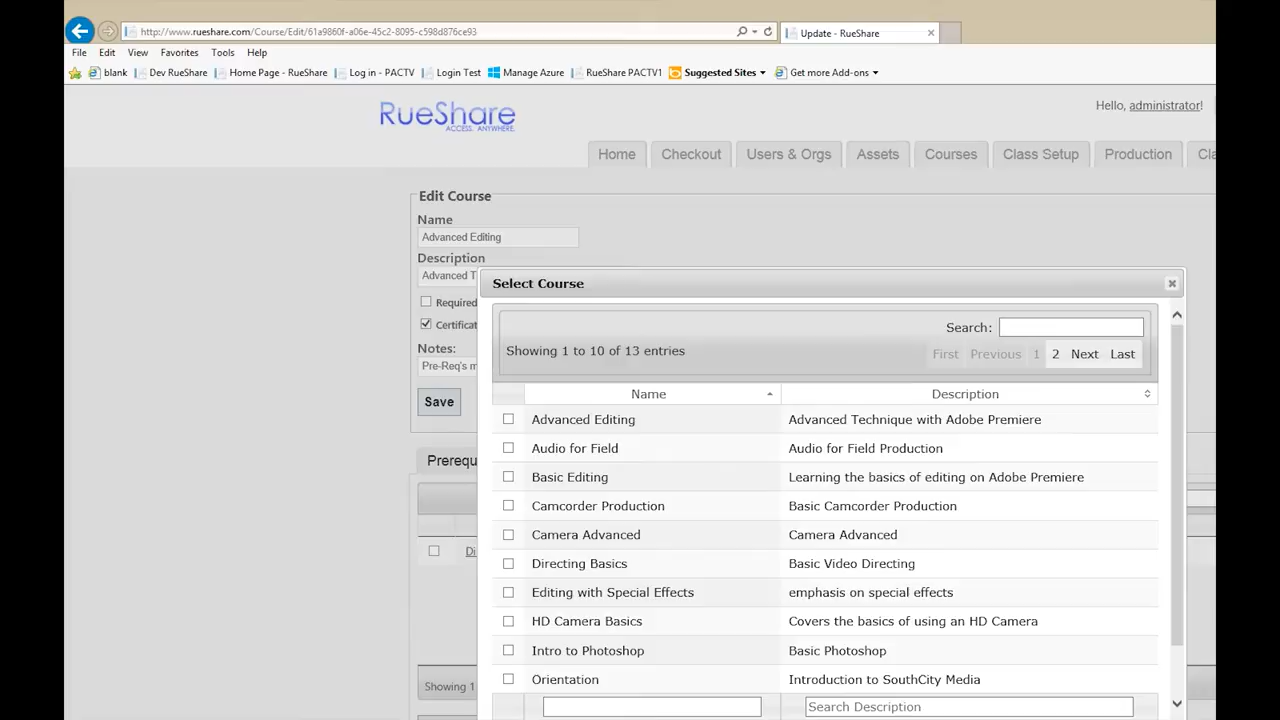 http://www.rueshare.com/Course/Edit/61a9860f-a06e-45c2-8095-c598d876ce93
Update - RueShare
File Edit View Favorites Tools Help
blank Dev RueShare Home Page - RueShare Log in - PACTV Login Test Manage Azure RueShare PACTV1 Suggested Sites Get more Add-ons
RueShare
ACCESS. ANYWHERE.
Hello, administrator!
Home Checkout Users & Orgs Assets Courses Class Setup Production Cla
Edit Course
Name
Advanced Editing
Description
Advanced T
Select Course
Required
Certificat
Search:
Notes:
Showing 1 to 10 of 13 entries
First Previous 1 2 Next Last
Pre-Req's m
Save
Name Description
Advanced Editing Advanced Technique with Adobe Premiere
Audio for Field Audio for Field Production
Prerequ
Basic Editing Learning the basics of editing on Adobe Premiere
Camcorder Production Basic Camcorder Production
Camera Advanced Camera Advanced
Di
Directing Basics Basic Video Directing
Editing with Special Effects emphasis on special effects
HD Camera Basics Covers the basics of using an HD Camera
Intro to Photoshop Basic Photoshop
Orientation Introduction to SouthCity Media
Showing 1
Search Description